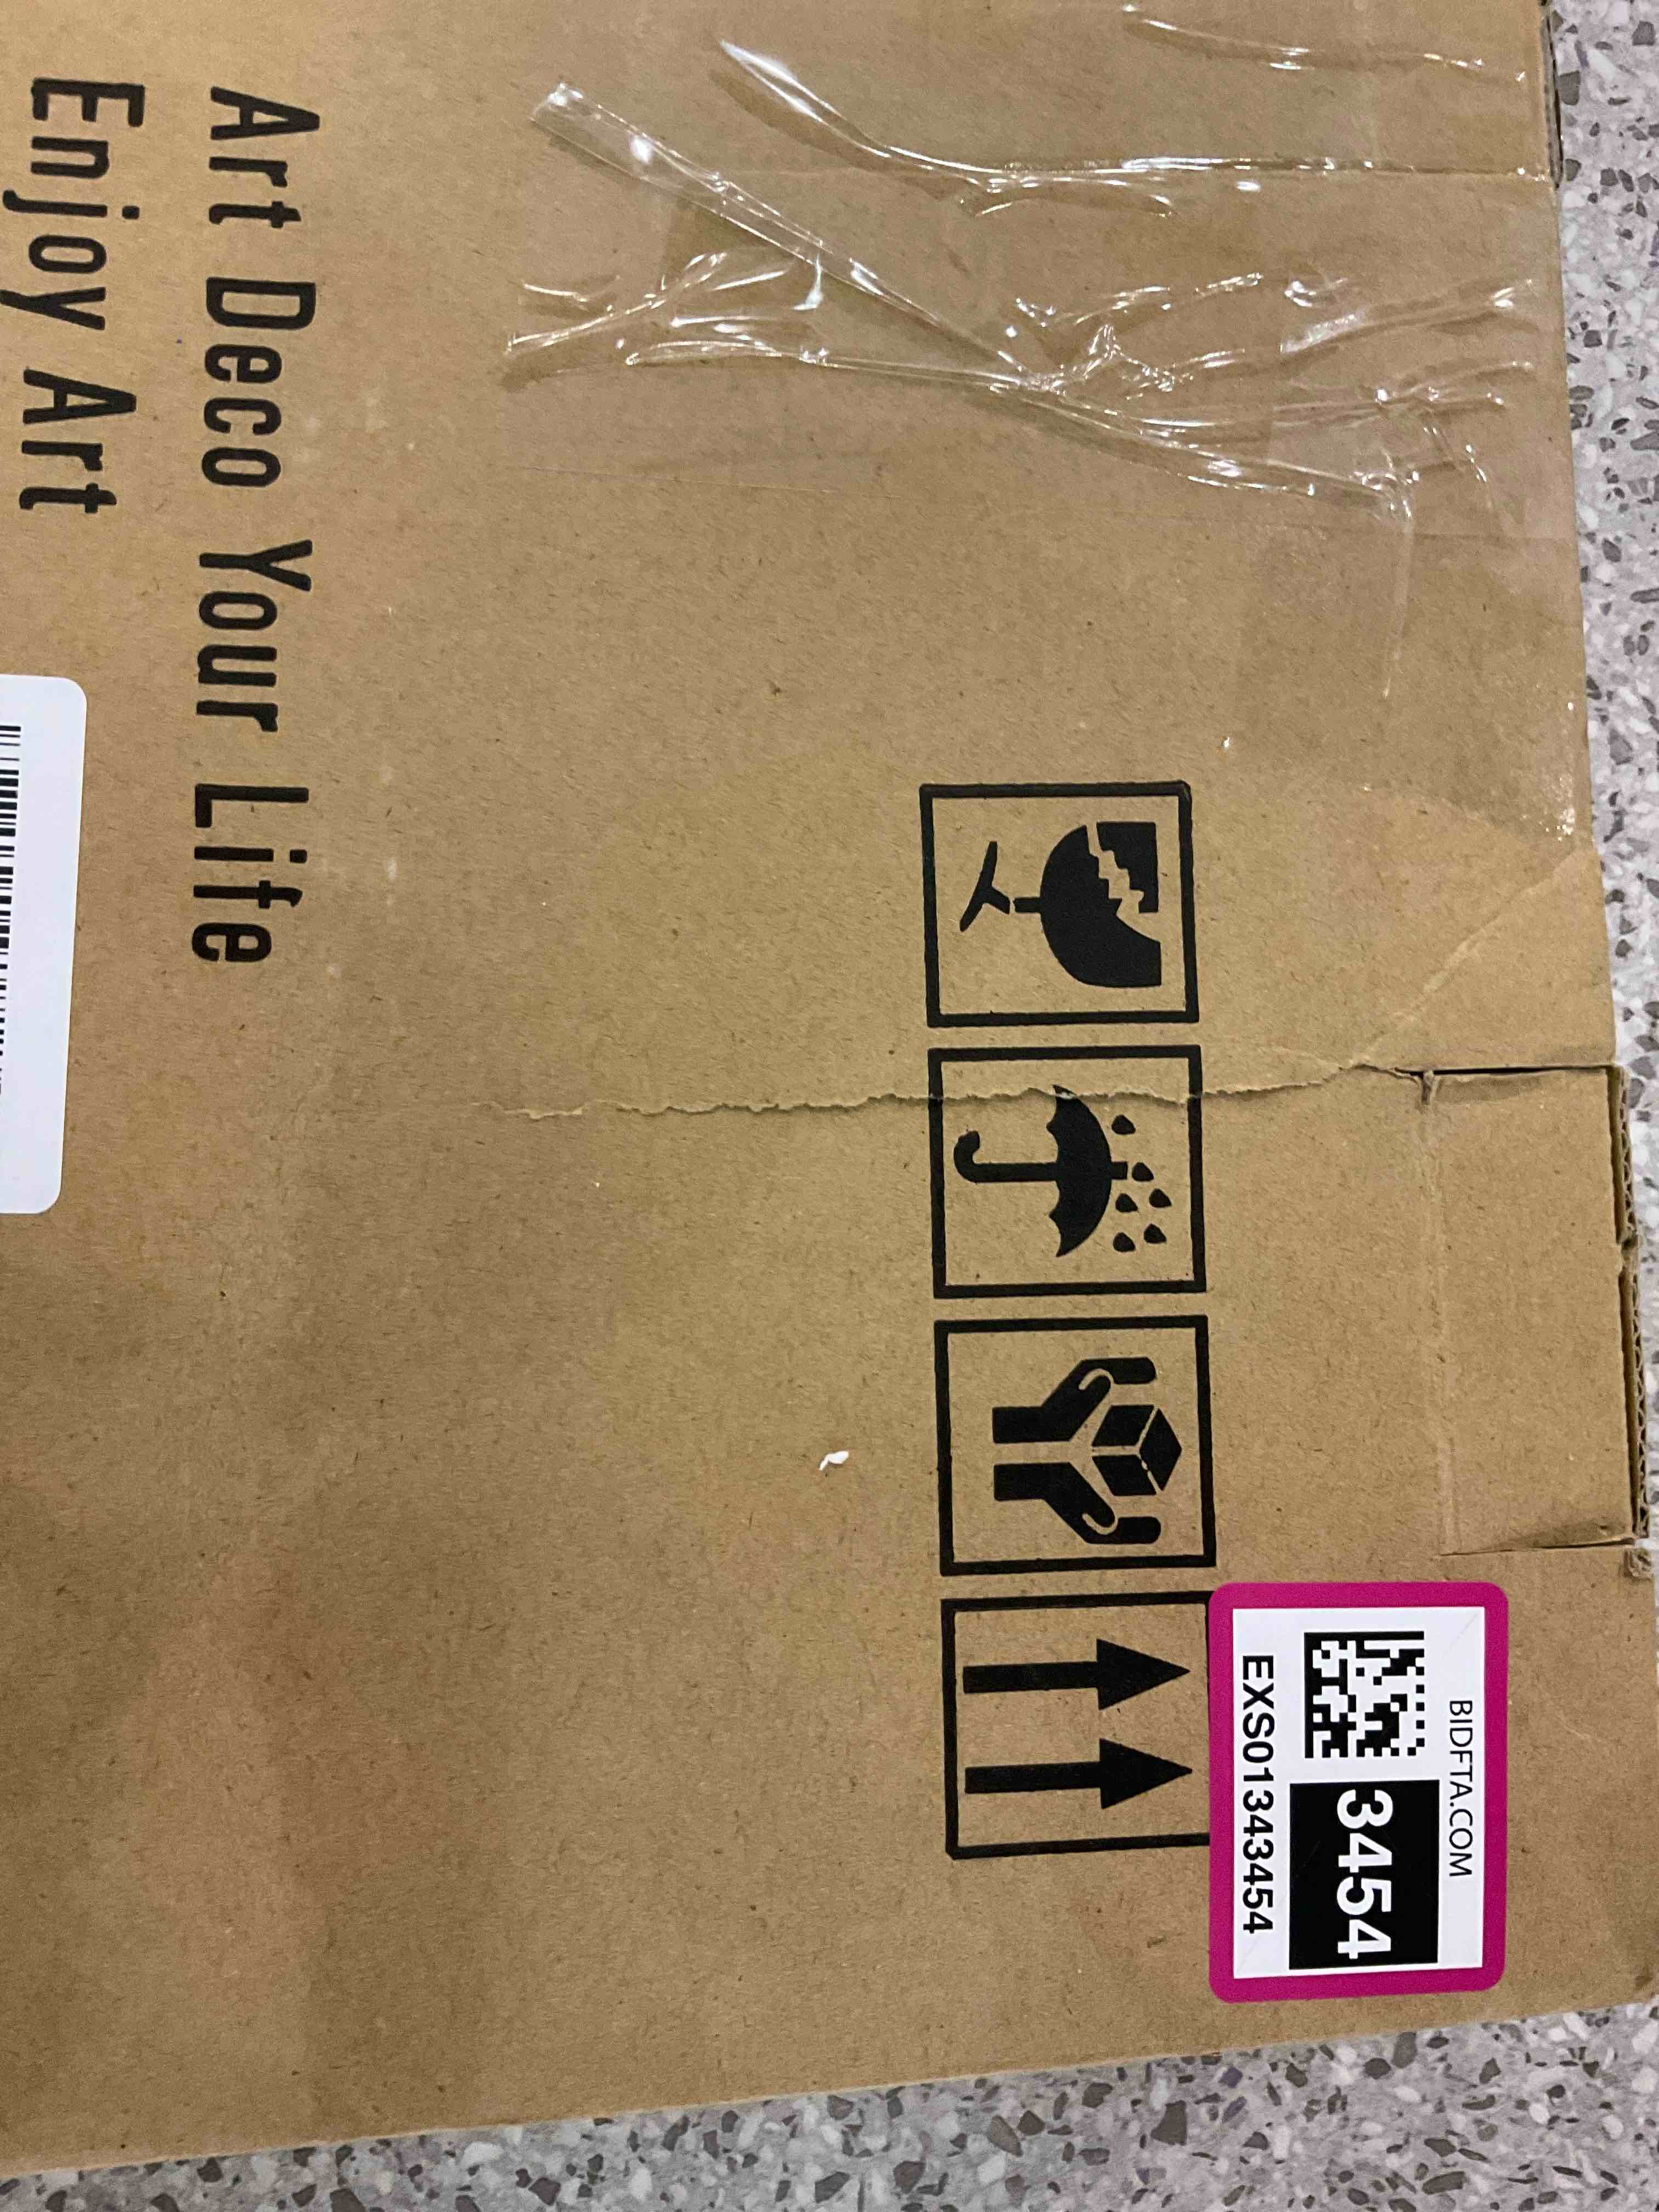 Art Deco Your Life
Enjoy Art
BIDFTA.COM
3454
EXS01343454